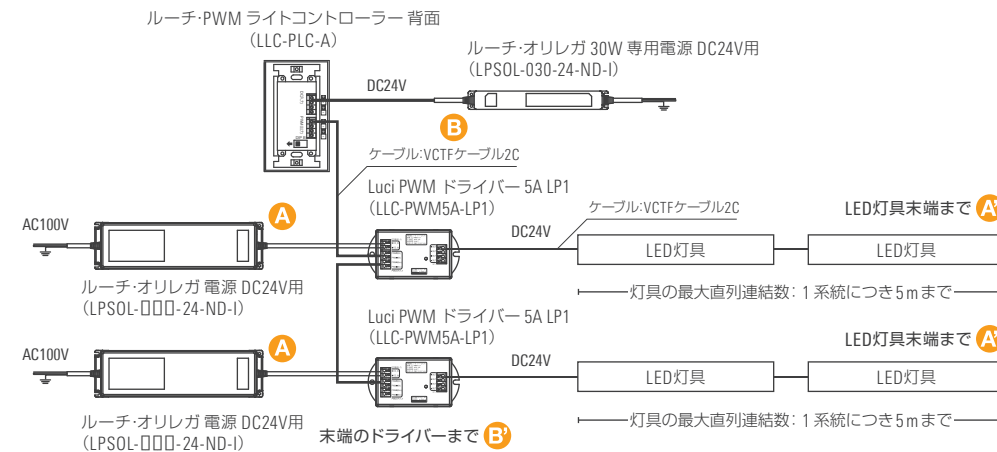 ルーチ・PWM ライトコントローラー 背面
(LLC-PLC-A)
ルーチ・オリレガ 30W 専用電源 DC24V用
(LPSOL-030-24-ND-I)
DC24V
B
ケーブル:VCTFケーブル2C
Luci PWM ドライバー 5A LP1
(LLC-PWM5A-LP1)
ケーブル:VCTFケーブル2C
LED灯具末端まで A'
AC100V
A
DC24V
LED灯具
LED灯具
ルーチ・オリレガ 電源 DC24V用
(LPSOL-□□□-24-ND-I)
灯具の最大直列連結数: 1系統につき5mまで
Luci PWM ドライバー 5A LP1
(LLC-PWM5A-LP1)
LED灯具末端まで A'
AC100V
A
DC24V
LED灯具
LED灯具
ルーチ・オリレガ 電源 DC24V用
(LPSOL-□□□-24-ND-I)
末端のドライバーまで B'
灯具の最大直列連結数: 1系統につき5mまで